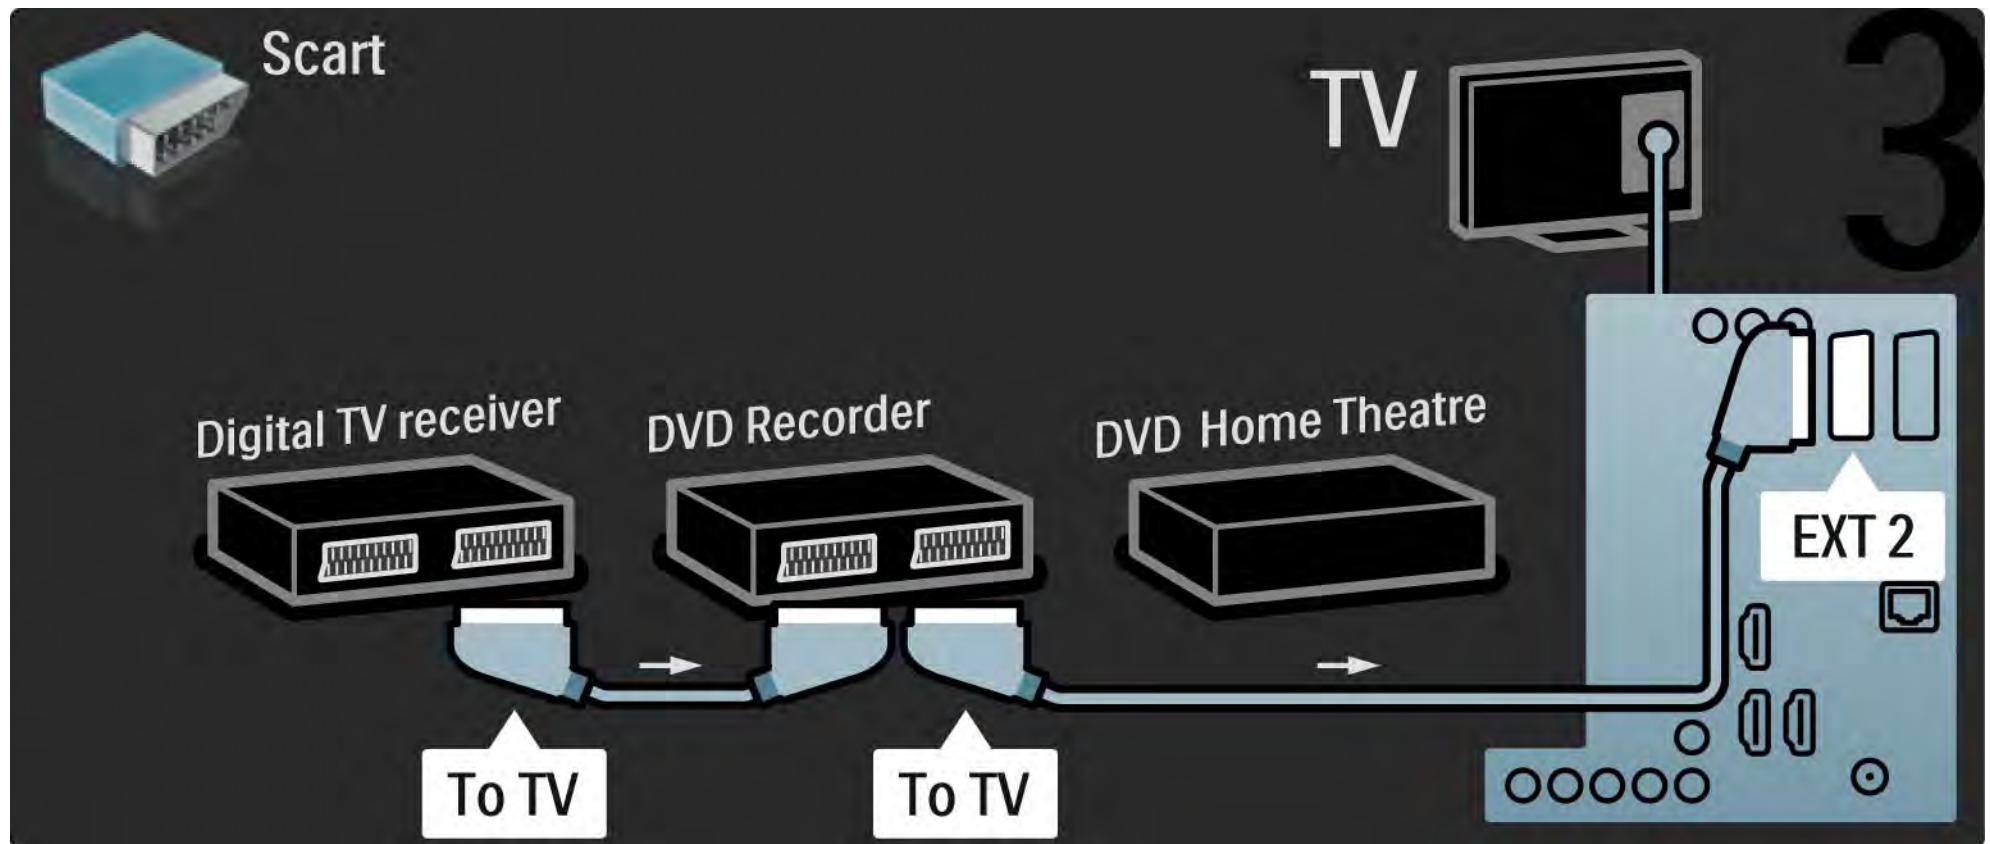 Scart
TV
3
Digital TV receiver
DVD Recorder
DVD Home Theatre
EXT 2
To TV
To TV